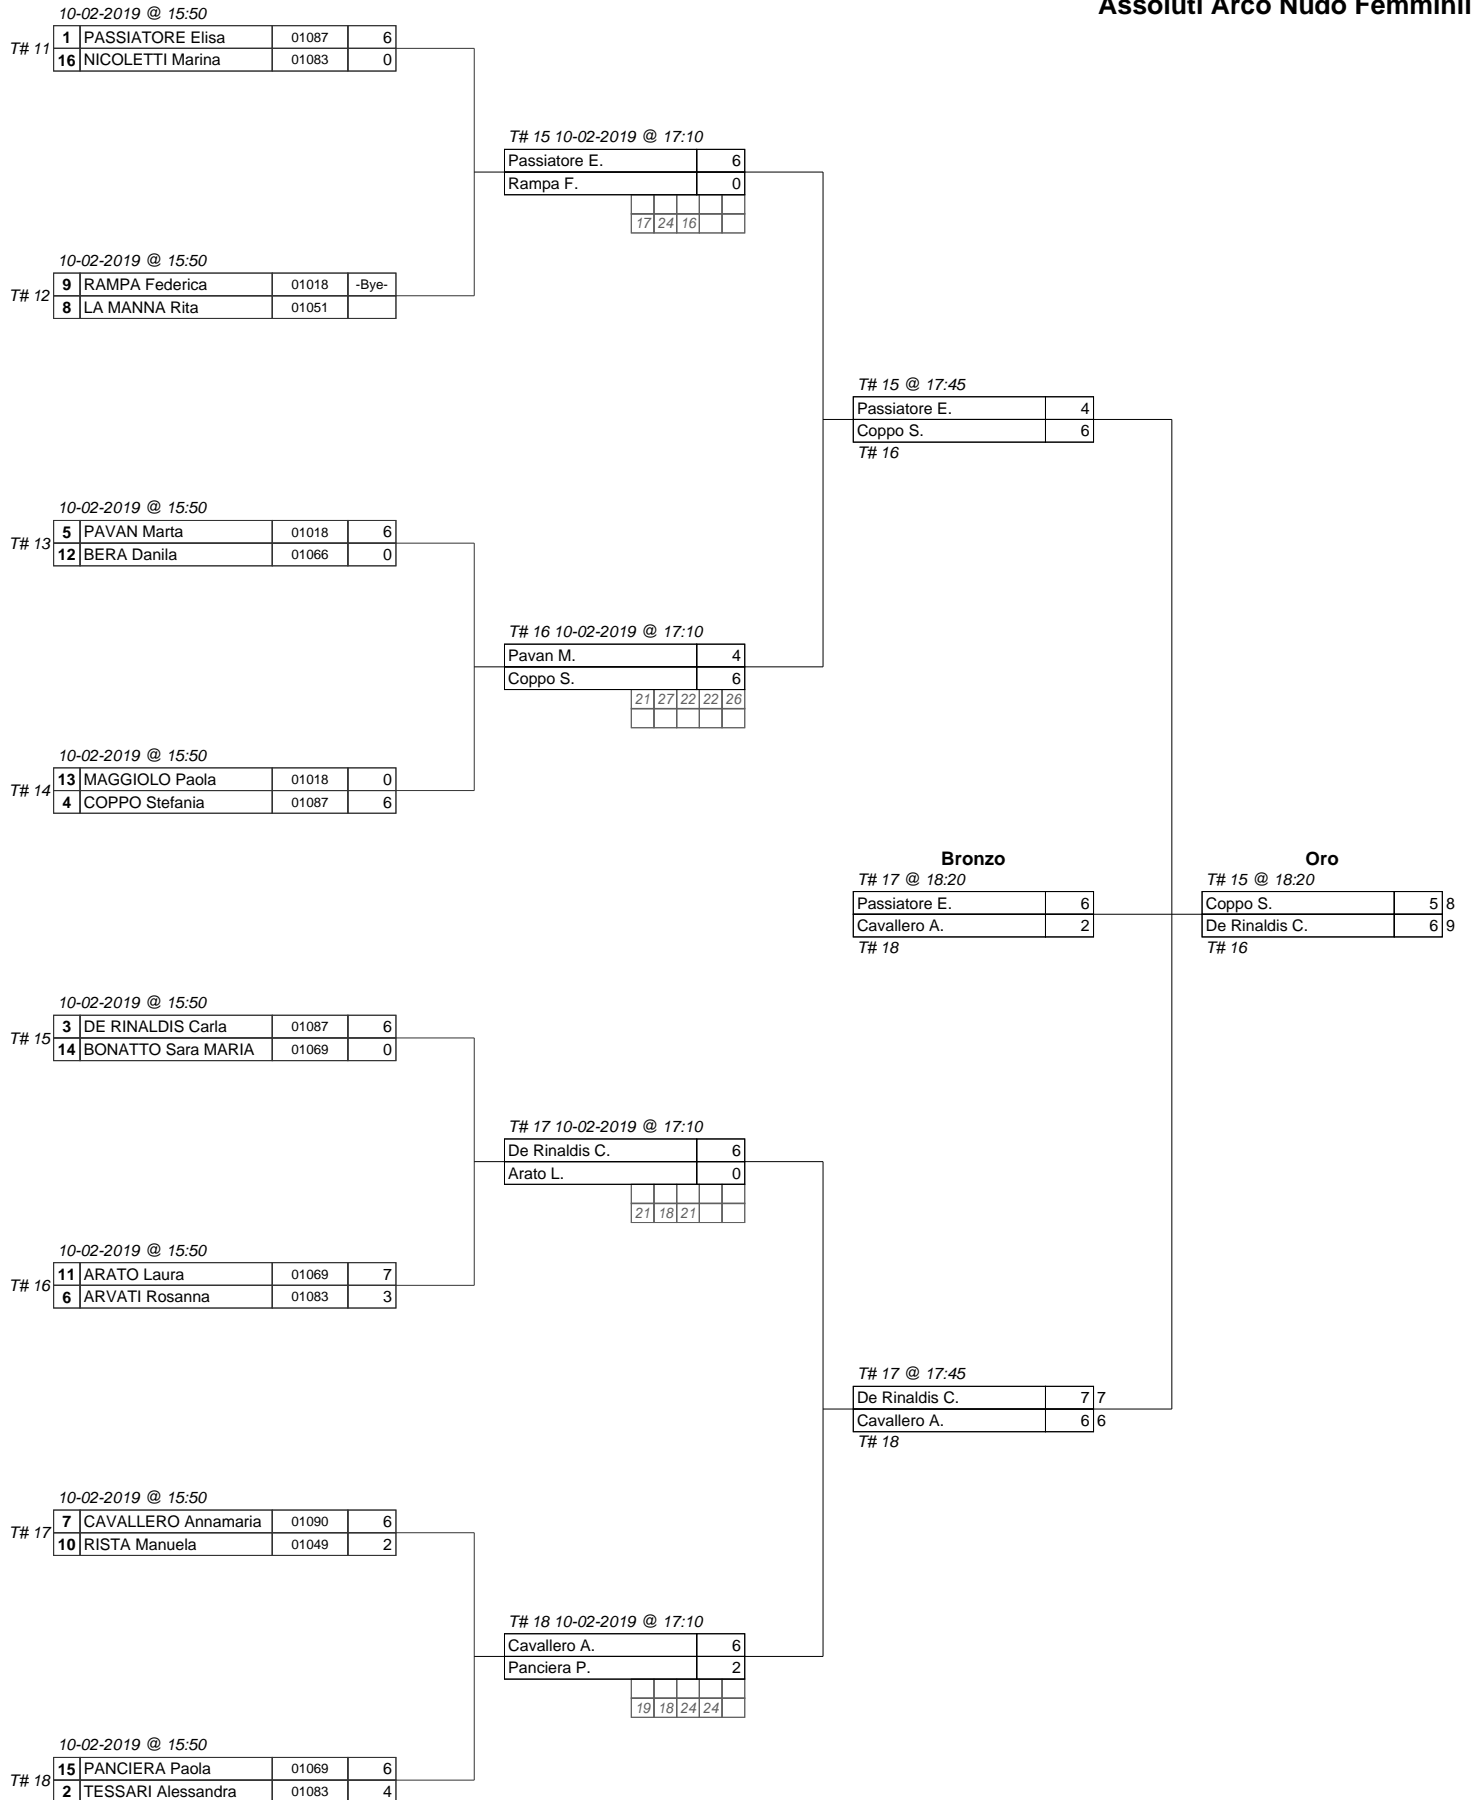 Assoluti Arco Nudo Femminil
10-02-2019 @ 15:50
T# 11
1 PASSIATORE Elisa 01087 6
16 NICOLETTI Marina 01083 0
T# 15 10-02-2019 @ 17:10
Passiatore E. 6
Rampa F. 0
17 24 16
10-02-2019 @ 15:50
T# 12
9 RAMPA Federica 01018 -Bye-
8 LA MANNA Rita 01051
T# 15 @ 17:45
Passiatore E. 4
Coppo S. 6
T# 16
10-02-2019 @ 15:50
T# 13
5 PAVAN Marta 01018 6
12 BERA Danila 01066 0
T# 16 10-02-2019 @ 17:10
Pavan M. 4
Coppo S. 6
21 27 22 22 26
10-02-2019 @ 15:50
T# 14
13 MAGGIOLO Paola 01018 0
4 COPPO Stefania 01087 6
Bronzo
T# 17 @ 18:20
Passiatore E. 6
Cavallero A. 2
T# 18
Oro
T# 15 @ 18:20
Coppo S. 5 8
De Rinaldis C. 6 9
T# 16
10-02-2019 @ 15:50
T# 15
3 DE RINALDIS Carla 01087 6
14 BONATTO Sara MARIA 01069 0
T# 17 10-02-2019 @ 17:10
De Rinaldis C. 6
Arato L. 0
21 18 21
10-02-2019 @ 15:50
T# 16
11 ARATO Laura 01069 7
6 ARVATI Rosanna 01083 3
T# 17 @ 17:45
De Rinaldis C. 7 7
Cavallero A. 6 6
T# 18
10-02-2019 @ 15:50
T# 17
7 CAVALLERO Annamaria 01090 6
10 RISTA Manuela 01049 2
T# 18 10-02-2019 @ 17:10
Cavallero A. 6
Panciera P. 2
19 18 24 24
10-02-2019 @ 15:50
T# 18
15 PANCIERA Paola 01069 6
2 TESSARI Alessandra 01083 4